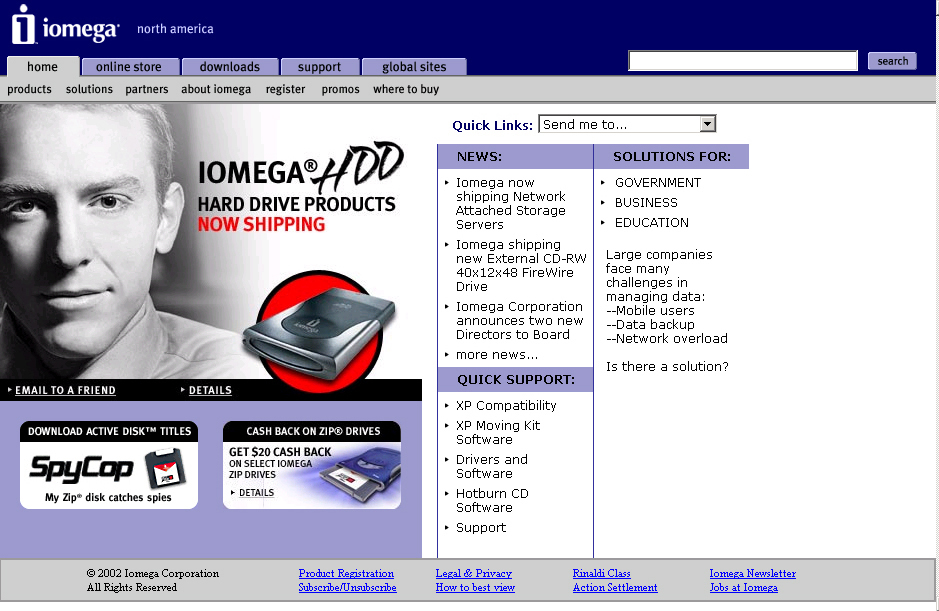 iomega
north america
home
online store
downloads
support
global sites
search
products
solutions
partners
about iomega
register
promos
where to buy
Quick Links:
Send me to...
IOMEGA® HDD
HARD DRIVE PRODUCTS
NOW SHIPPING
iomega
EMAIL TO A FRIEND
DETAILS
DOWNLOAD ACTIVE DISK™ TITLES
SPYCOP
My Zip® disk catches spies
CASH BACK ON ZIP® DRIVES
GET $20 CASH BACK
ON SELECT IOMEGA
ZIP DRIVES
DETAILS
NEWS:
Iomega now
shipping Network
Attached Storage
Servers
Iomega shipping
new External CD-RW
40x12x48 FireWire
Drive
Iomega Corporation
announces two new
Directors to Board
more news...
QUICK SUPPORT:
XP Compatibility
XP Moving Kit
Software
Drivers and
Software
Hotburn CD
Software
Support
SOLUTIONS FOR:
GOVERNMENT
BUSINESS
EDUCATION
Large companies
face many
challenges in
managing data:
--Mobile users
--Data backup
--Network overload
Is there a solution?
© 2002 Iomega Corporation
All Rights Reserved
Product Registration
Subscribe/Unsubscribe
Legal & Privacy
How to best view
Rinaldi Class
Action Settlement
Iomega Newsletter
Jobs at Iomega